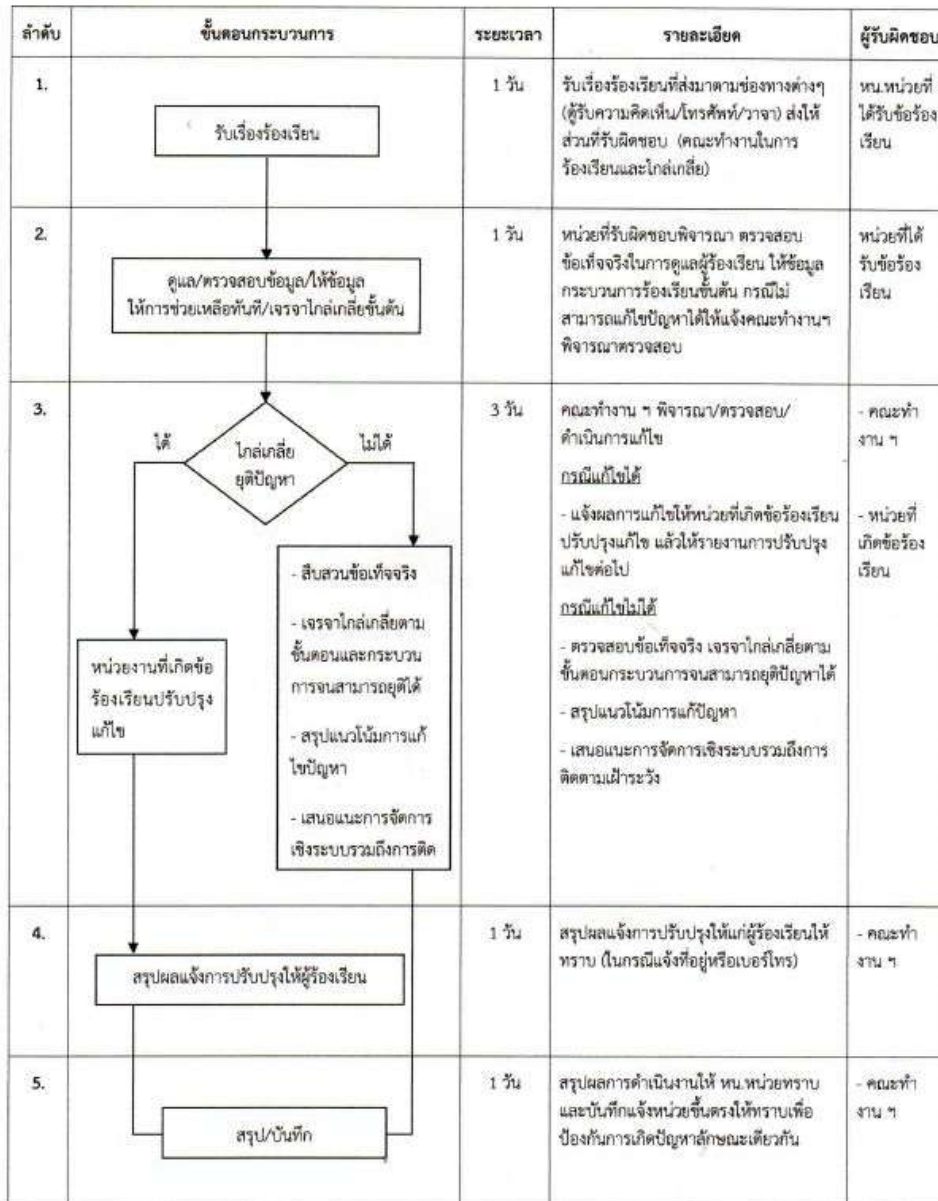 ลำดับ
ขั้นตอนกระบวนการ
ระยะเวลา
รายละเอียด
ผู้รับผิดชอบ
1.
รับเรื่องร้องเรียน
1 วัน
รับเรื่องร้องเรียนที่ส่งมาตามช่องทางต่างๆ
(ตู้รับความคิดเห็น/โทรศัพท์/วาจา) ส่งให้
ส่วนที่รับผิดชอบ (คณะทำงานในการ
ร้องเรียนและไกล่เกลี่ย)
หน.หน่วยที่
ได้รับข้อร้อง
เรียน
2.
ดูแล/ตรวจสอบข้อมูล/ให้ข้อมูล
ให้การช่วยเหลือทันที/เจรจาไกล่เกลี่ยขั้นต้น
1 วัน
หน่วยที่รับผิดชอบพิจารณา ตรวจสอบ
ข้อเท็จจริงในการดูแลผู้ร้องเรียน ให้ข้อมูล
กระบวนการร้องเรียนขั้นต้น กรณีไม่
สามารถแก้ไขปัญหาได้ให้แจ้งคณะทำงานฯ
พิจารณาตรวจสอบ
หน่วยที่ได้
รับข้อร้อง
เรียน
3.
ได้
ไกล่เกลี่ย
ยุติปัญหา
ไม่ได้
หน่วยงานที่เกิดข้อ
ร้องเรียนปรับปรุง
แก้ไข
- สืบสวนข้อเท็จจริง
- เจรจาไกล่เกลี่ยตาม
ขั้นตอนและกระบวน
การจนสามารถยุติได้
- สรุปแนวโน้มการแก้
ไขปัญหา
- เสนอแนะการจัดการ
เชิงระบบรวมถึงการติด
3 วัน
คณะทำงาน ฯ พิจารณา/ตรวจสอบ/
ดำเนินการแก้ไข
กรณีแก้ไขได้
- แจ้งผลการแก้ไขให้หน่วยที่เกิดข้อร้องเรียน
ปรับปรุงแก้ไข แล้วให้รายงานการปรับปรุง
แก้ไขต่อไป
กรณีแก้ไขไม่ได้
- ตรวจสอบข้อเท็จจริง เจรจาไกล่เกลี่ยตาม
ขั้นตอนกระบวนการจนสามารถยุติปัญหาได้
- สรุปแนวโน้มการแก้ปัญหา
- เสนอแนะการจัดการเชิงระบบรวมถึงการ
ติดตามเฝ้าระวัง
- คณะทำ
งาน ฯ
- หน่วยที่
เกิดข้อร้อง
เรียน
4.
สรุปผลแจ้งการปรับปรุงให้ผู้ร้องเรียน
1 วัน
สรุปผลแจ้งการปรับปรุงให้แก่ผู้ร้องเรียนให้
ทราบ (ในกรณีแจ้งที่อยู่หรือเบอร์โทร)
- คณะทำ
งาน ฯ
5.
สรุป/บันทึก
1 วัน
สรุปผลการดำเนินงานให้ หน.หน่วยทราบ
และบันทึกแจ้งหน่วยขึ้นตรงให้ทราบเพื่อ
ป้องกันการเกิดปัญหาลักษณะเดียวกัน
- คณะทำ
งาน ฯ